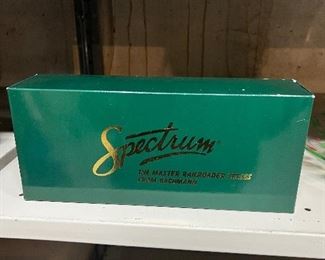 Spectrum®
THE MASTER RAILROADER SERIES
FROM BACHMANN